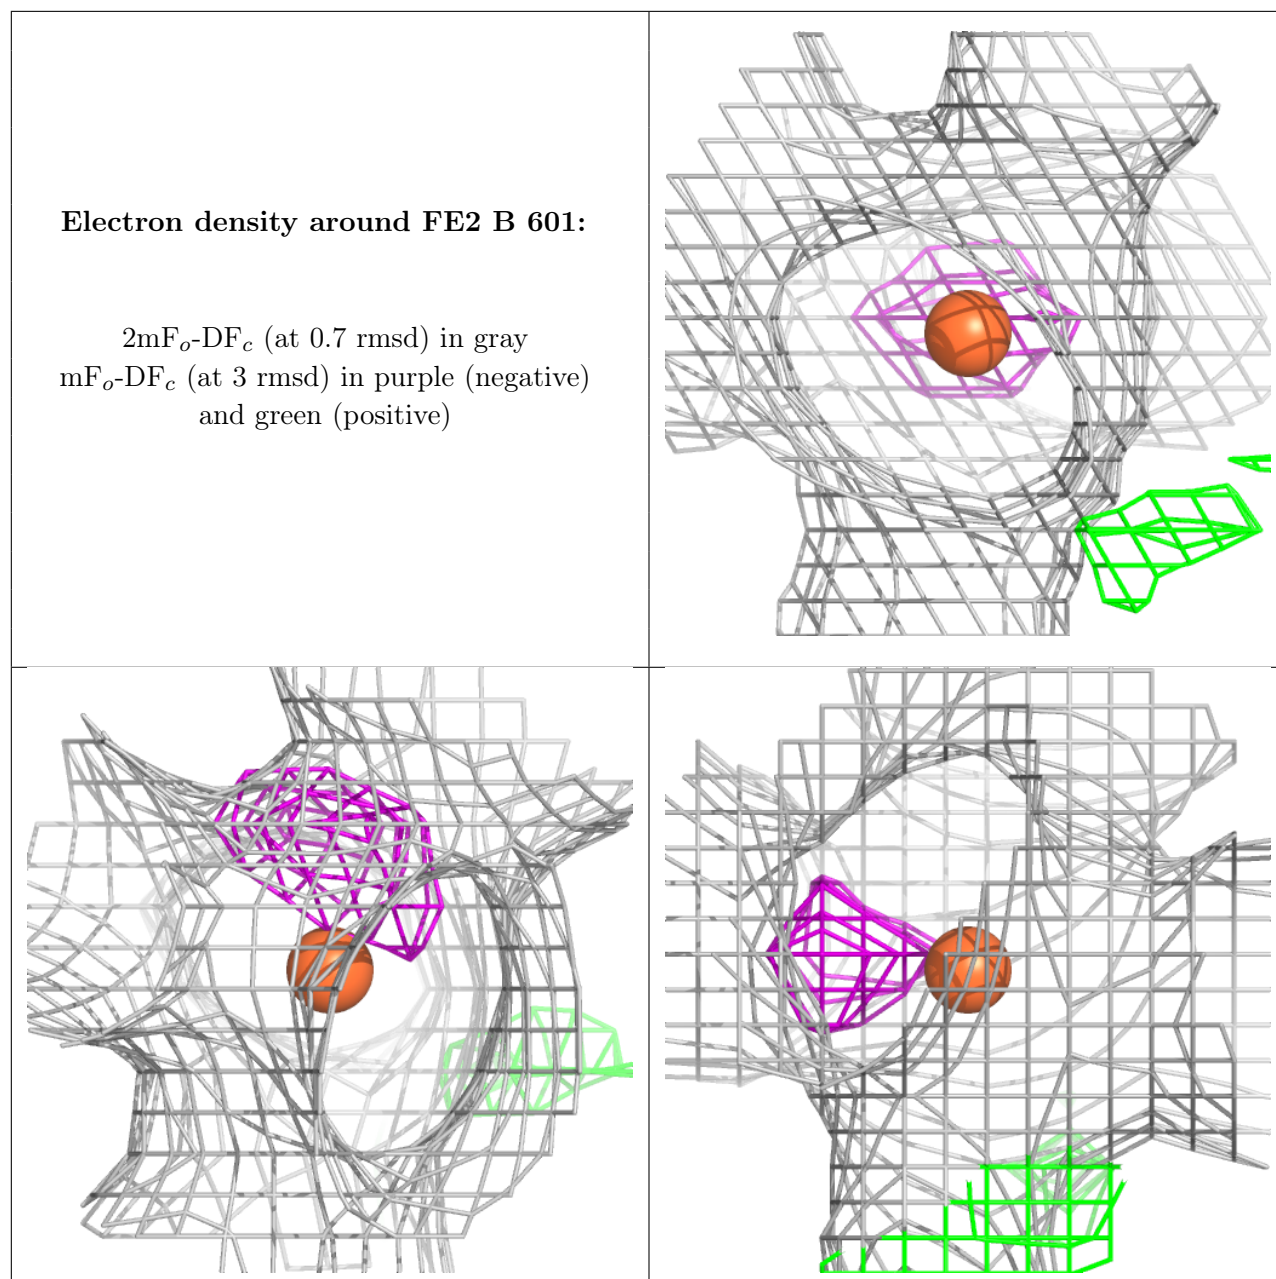 Electron density around FE2 B 601:
2mFo-DFc (at 0.7 rmsd) in gray
mFo-DFc (at 3 rmsd) in purple (negative)
and green (positive)